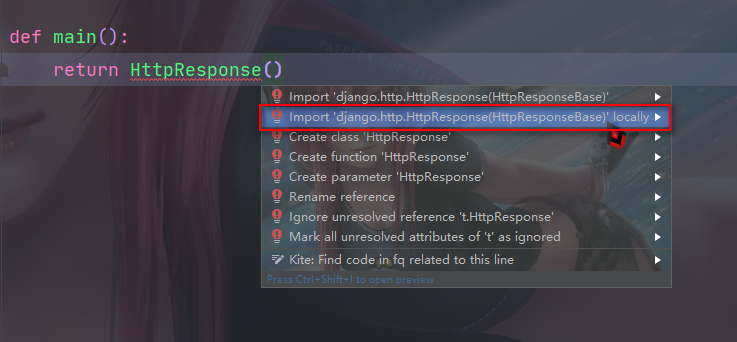 def main():
return HttpResponse()
Import 'django.http.HttpResponse(HttpResponseBase)'
Import 'django.http.HttpResponse(HttpResponseBase)' locally
Create class 'HttpResponse'
Create function 'HttpResponse'
Create parameter 'HttpResponse'
Rename reference
Ignore unresolved reference 't.HttpResponse'
Mark all unresolved attributes of 't' as ignored
Kite: Find code in fq related to this line
Press Ctrl+Shift+I to open preview